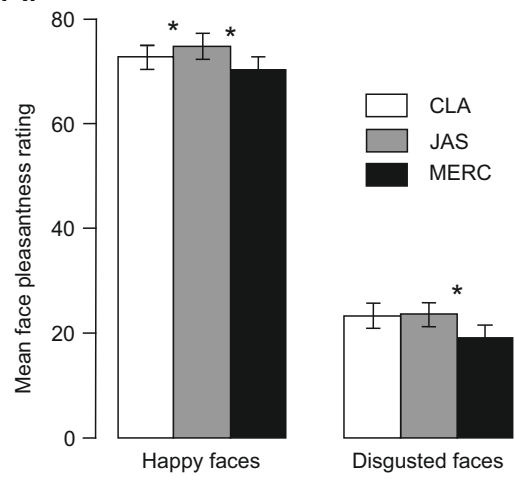 80
60
40
20
0
Mean face pleasantness rating
* *
*
CLA
JAS
MERC
Happy faces
Disgusted faces